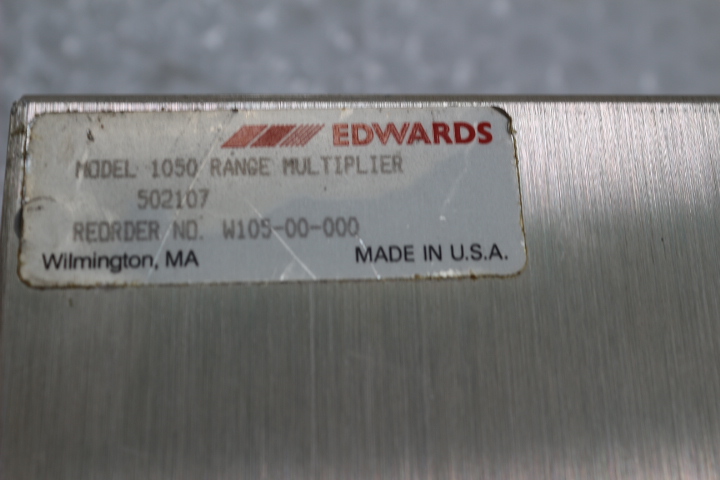 EDWARDS
MODEL 1050 RANGE MULTIPLIER
502107
REORDER NO. W105-00-000
Wilmington, MA MADE IN U.S.A.